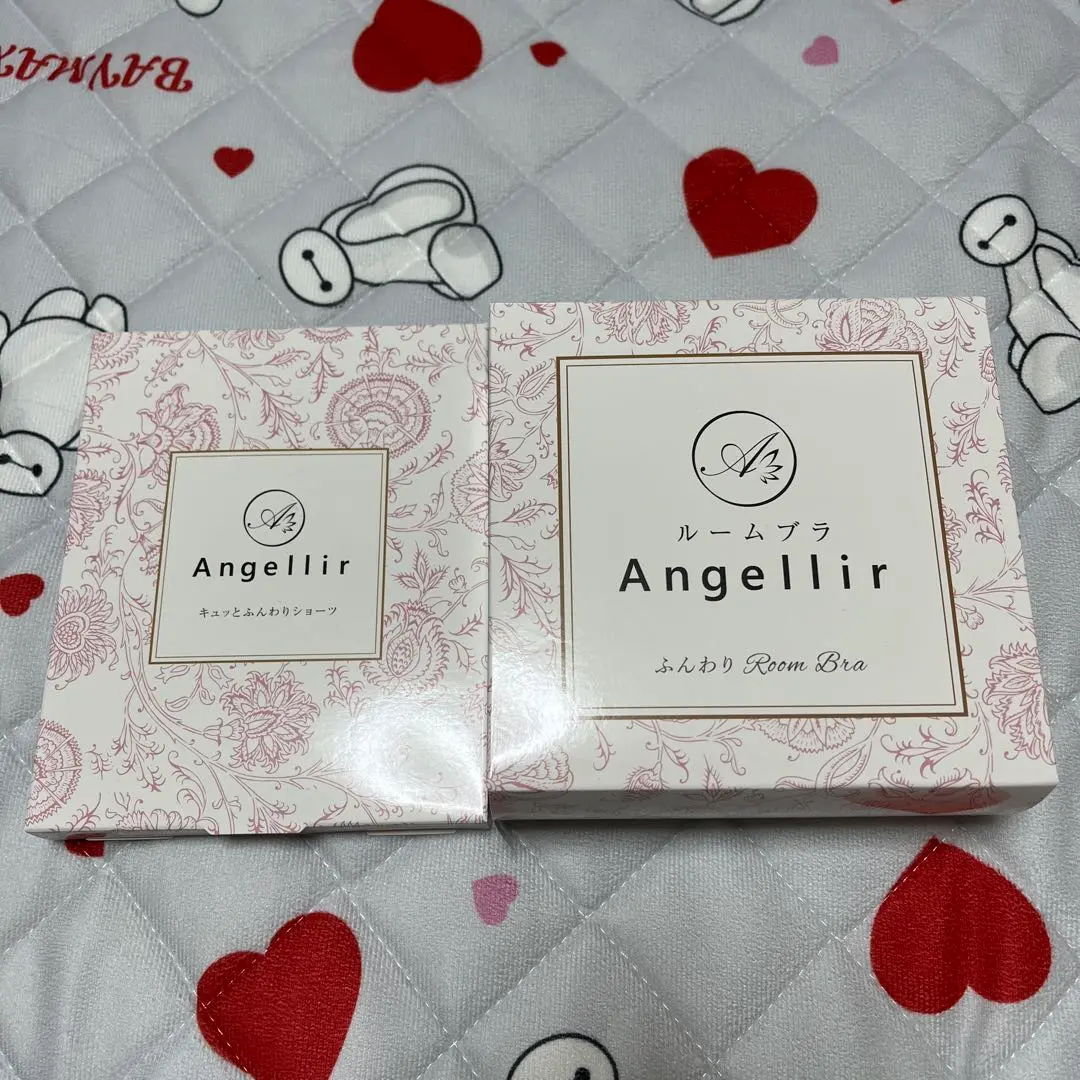 BAYMAX
Angellir
キュッとふんわりショーツ
ルームブラ
Angellir
ふんわり Room Bra